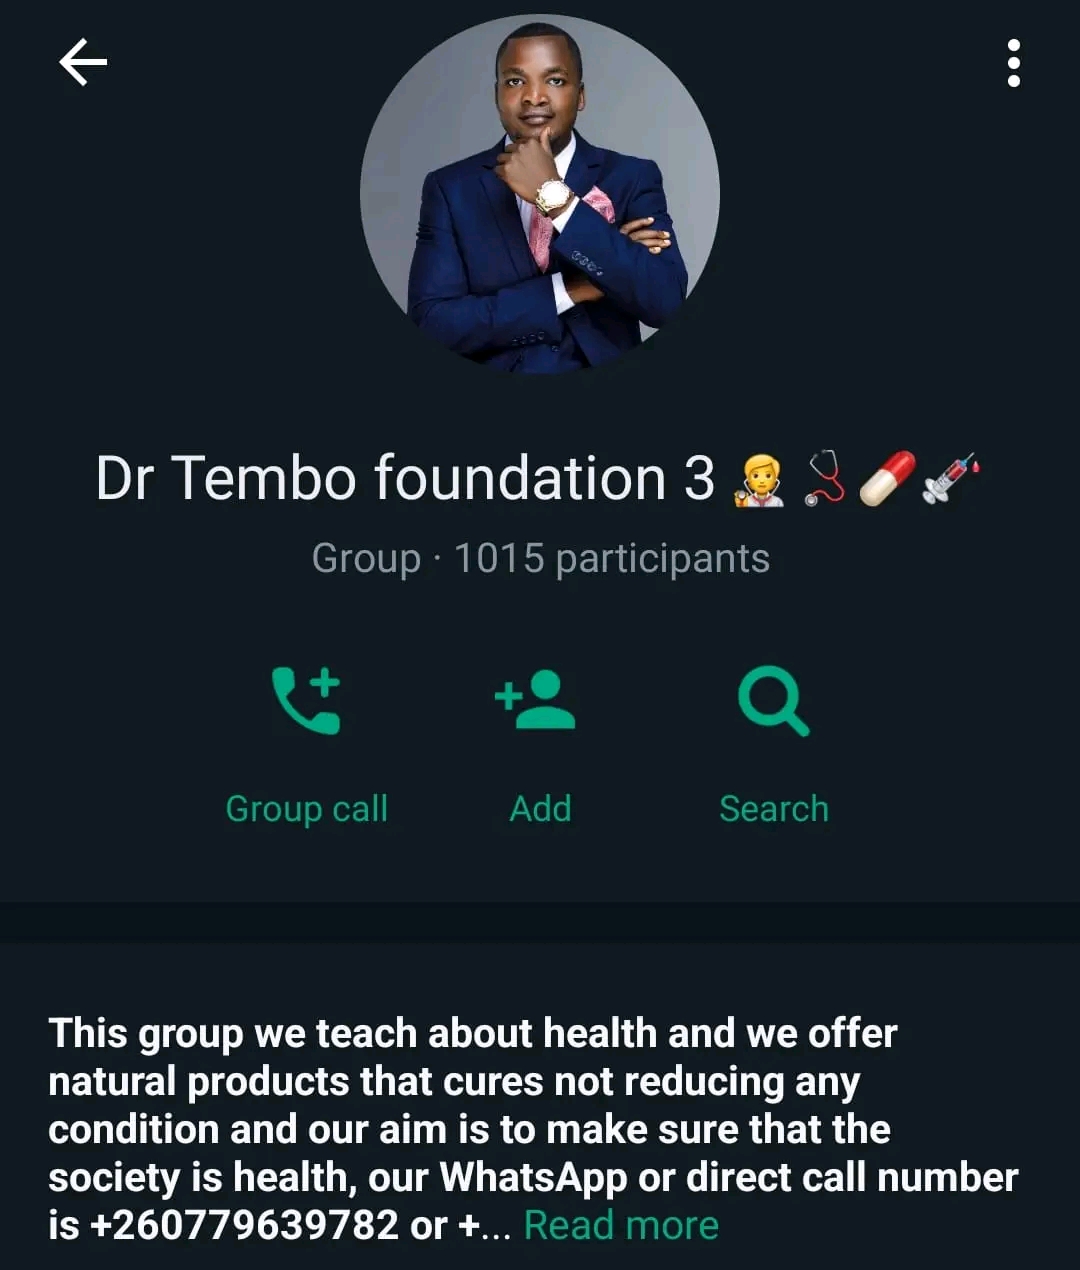 Dr Tembo foundation 3 🧑‍⚕️🩺💊💉
Group · 1015 participants
Group call
Add
Search
This group we teach about health and we offer
natural products that cures not reducing any
condition and our aim is to make sure that the
society is health, our WhatsApp or direct call number
is +260779639782 or +... Read more